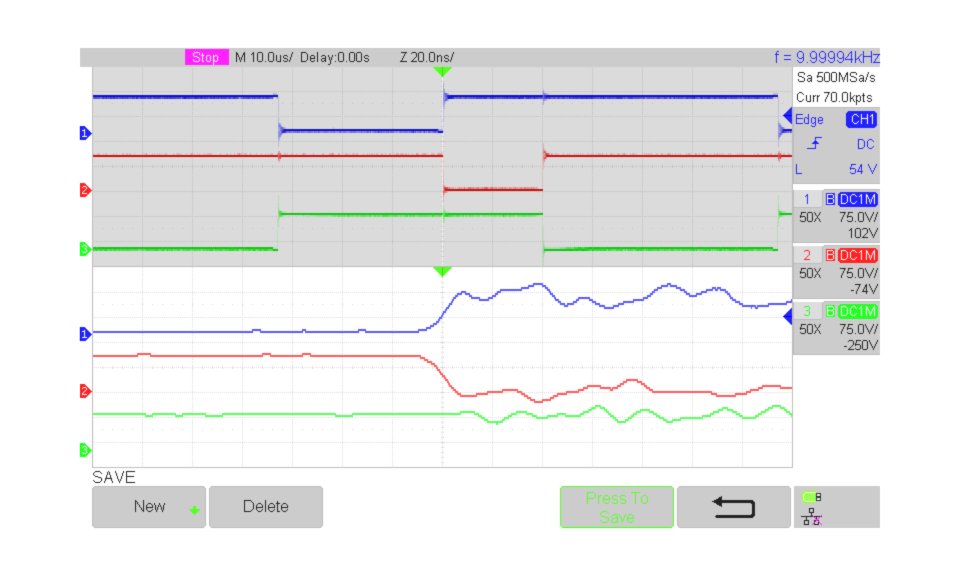 Stop M 10.0us/ Delay:0.00s Z 20.0ns/ f = 9.99994kHz
Sa 500MSa/s
Curr 70.0kpts
Edge CH1
DC
L 54 V
1 B DC1M
50X 75.0V/
102V
2 B DC1M
50X 75.0V/
-74V
3 B DC1M
50X 75.0V/
-250V
1
2
3
1
2
3
SAVE
New Delete Press To
Save